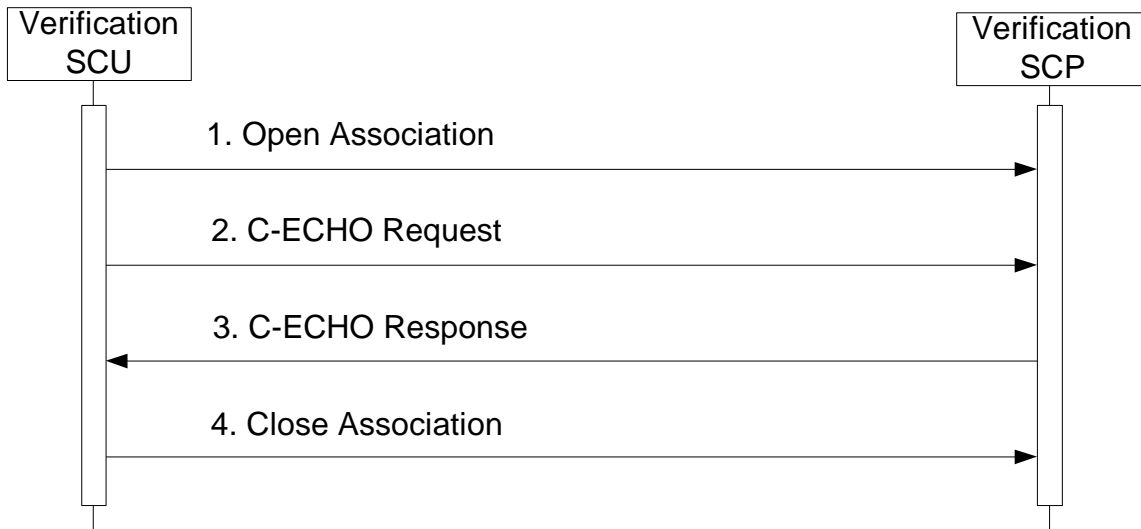 Verification
SCU
Verification
SCP
1. Open Association
2. C-ECHO Request
3. C-ECHO Response
4. Close Association